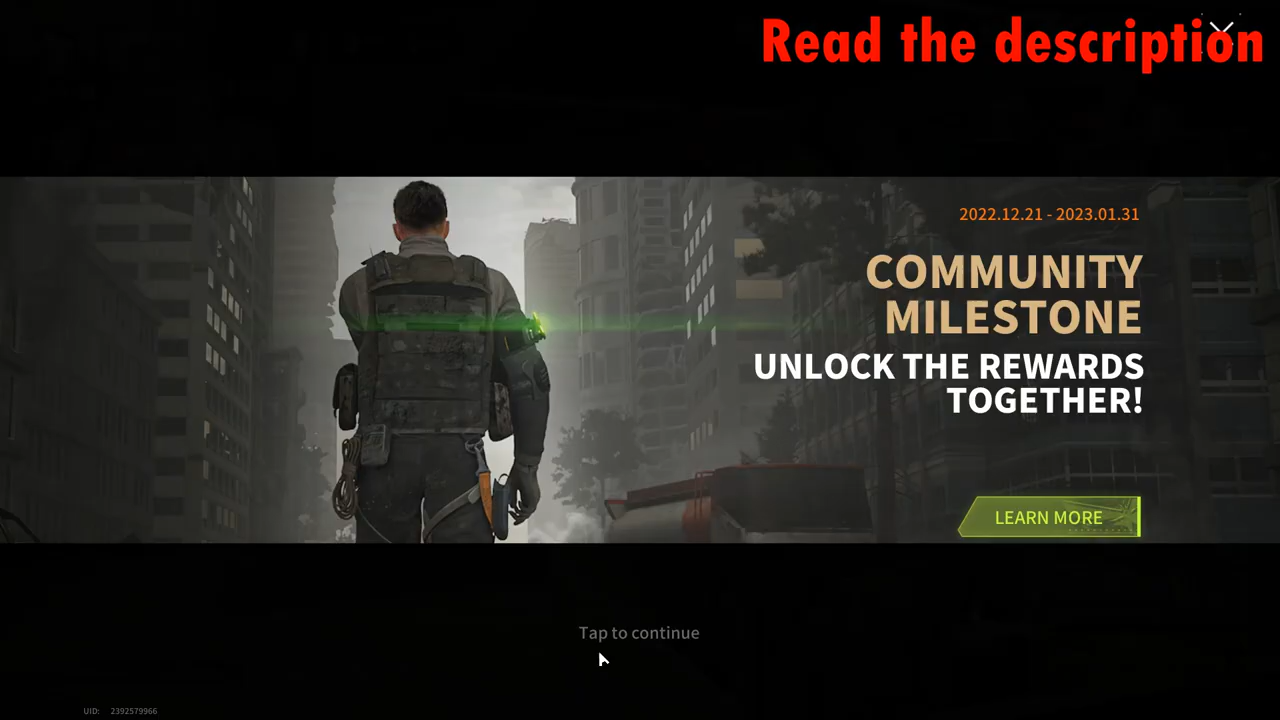 Read the description
2022.12.21 - 2023.01.31
COMMUNITY
MILESTONE
UNLOCK THE REWARDS
TOGETHER!
LEARN MORE
Tap to continue
UID: 2392579966